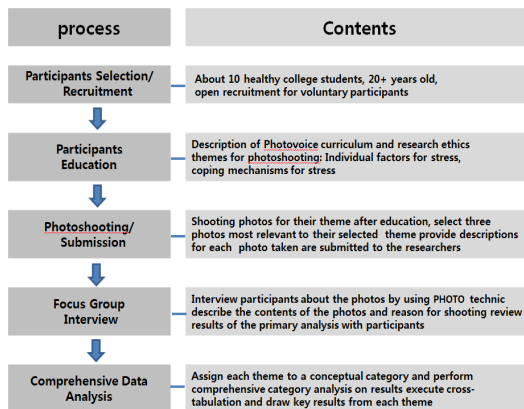 process
Contents
Participants Selection/
Recruitment
About 10 healthy college students, 20+ years old,
open recruitment for voluntary participants
Participants
Education
Description of Photovoice curriculum and research ethics
themes for photoshooting: Individual factors for stress,
coping mechanisms for stress
Photoshooting/
Submission
Shooting photos for their theme after education, select three
photos most relevant to their selected theme provide descriptions
for each photo taken are submitted to the researchers
Focus Group
Interview
Interview participants about the photos by using PHOTO technic
describe the contents of the photos and reason for shooting review
results of the primary analysis with participants
Comprehensive Data
Analysis
Assign each theme to a conceptual category and perform
comprehensive category analysis on results execute cross-
tabulation and draw key results from each theme